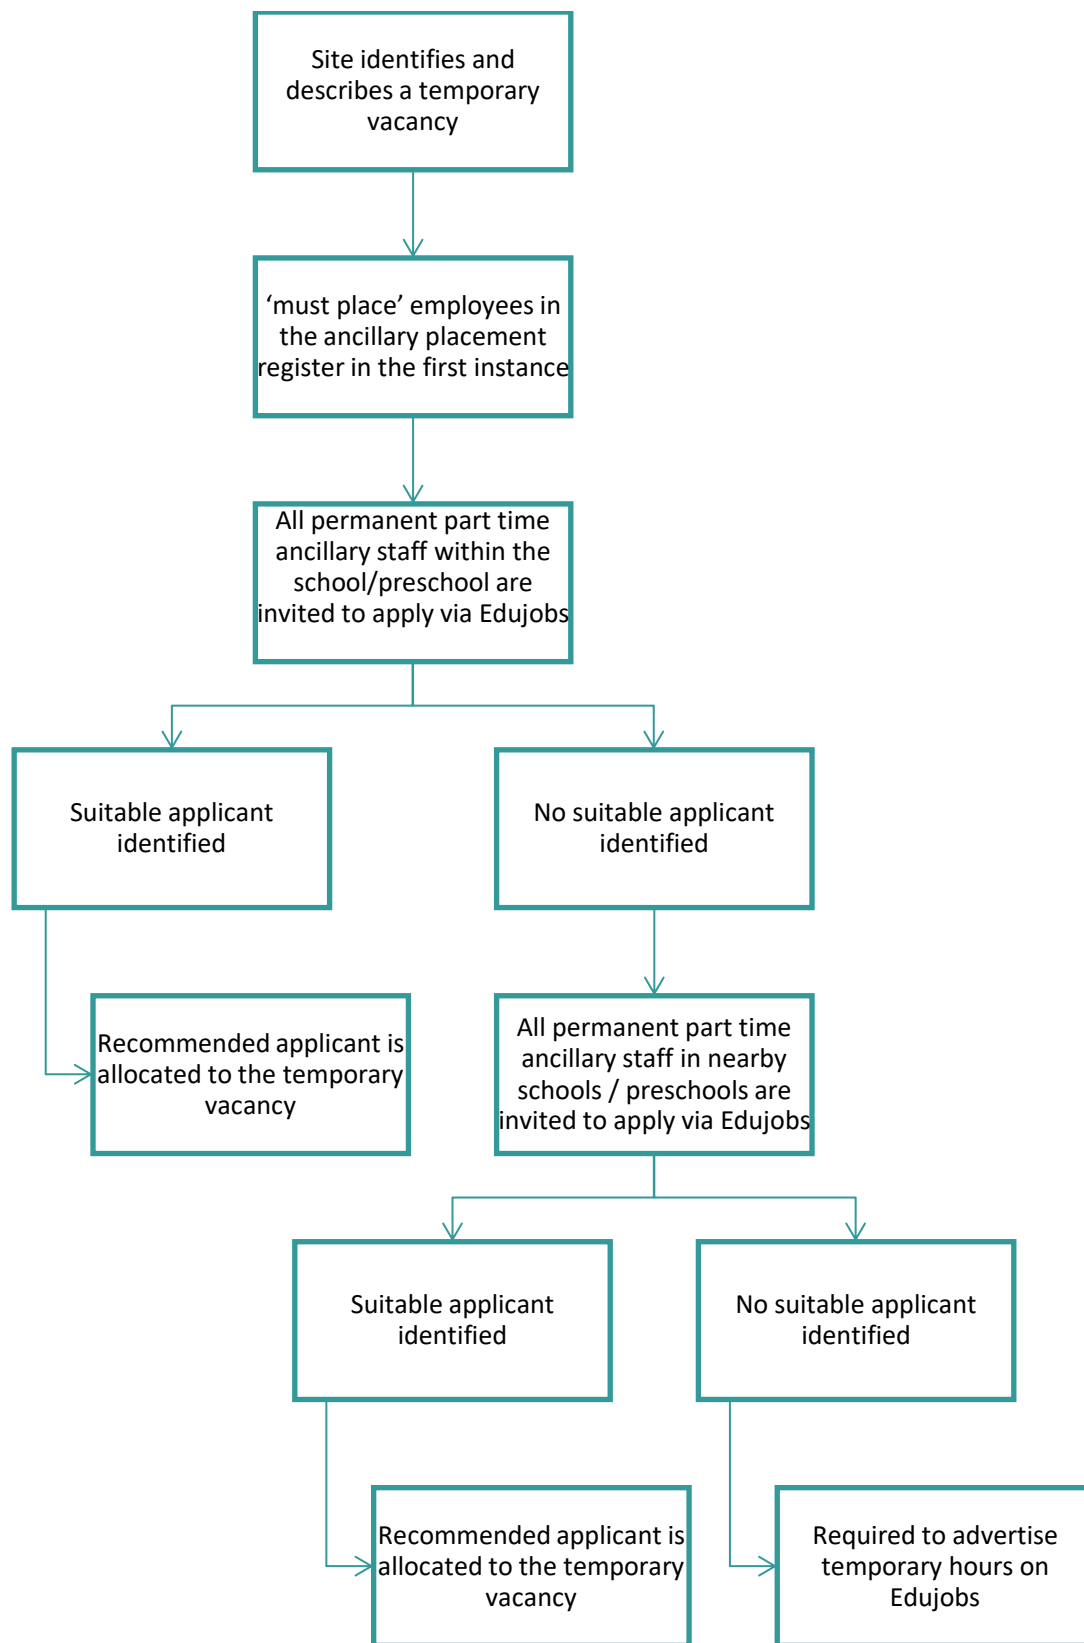 Site identifies and
describes a temporary
vacancy
‘must place’ employees in
the ancillary placement
register in the first instance
All permanent part time
ancillary staff within the
school/preschool are
invited to apply via Edujobs
Suitable applicant
identified
No suitable applicant
identified
Recommended applicant is
allocated to the temporary
vacancy
All permanent part time
ancillary staff in nearby
schools / preschools are
invited to apply via Edujobs
Suitable applicant
identified
No suitable applicant
identified
Recommended applicant is
allocated to the temporary
vacancy
Required to advertise
temporary hours on
Edujobs